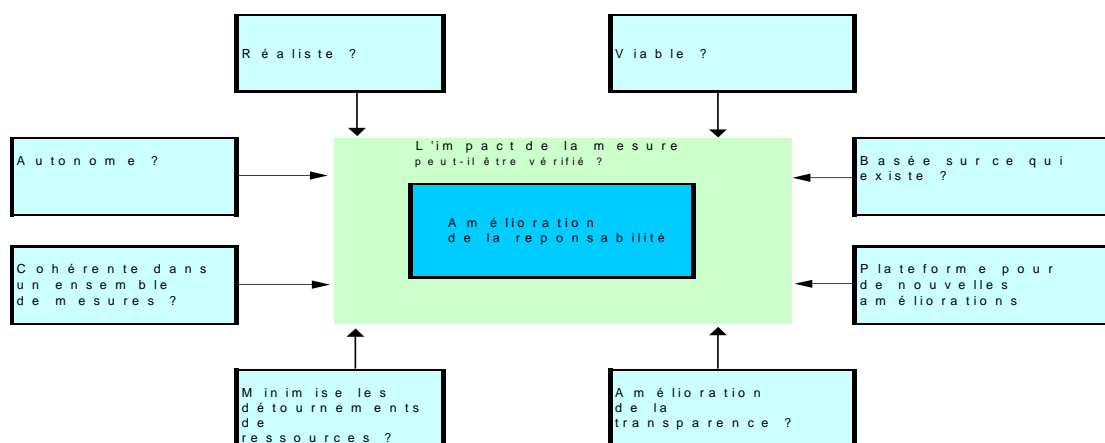 Réaliste ?
Viable ?
L'impact de la mesure
peut-il être vérifié ?
Autonome ?
Basée sur ce qui
existe ?
Amélioration
de la reponsabilité
Cohérente dans
un ensemble
de mesures ?
Plateforme pour
de nouvelles
améliorations
Minimise les
détournements
de
ressources ?
Amélioration
de la
transparence ?